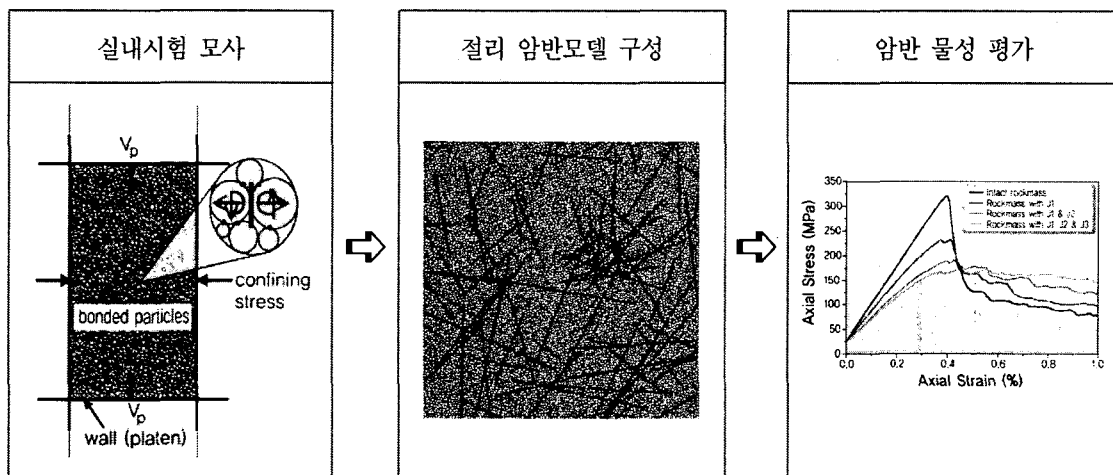 실내시험 모사
V_p
confining
stress
bonded particles
V_p
wall (platen)
절리 암반모델 구성
암반 물성 평가
Axial Stress (MPa)
350
300
250
200
150
100
50
0
Intact rockmass
Rockmass with J1
Rockmass with J1 & J2
Rockmass with J1 J2 & J3
0.0 0.2 0.4 0.6 0.8 1.0
Axial Strain (%)